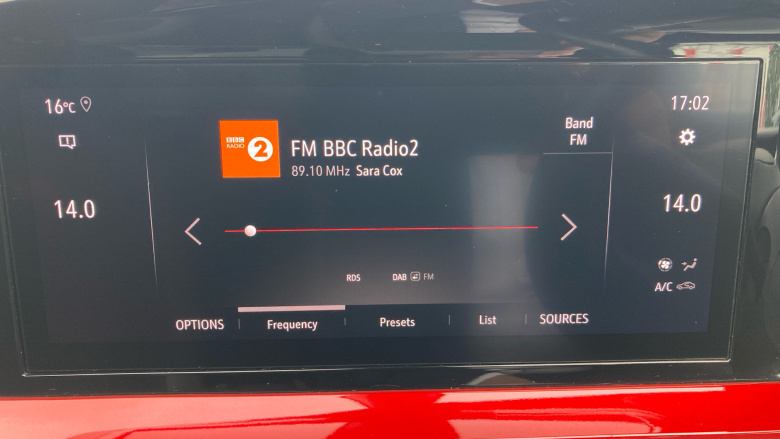 16°C
17:02
BBC
RADIO
2
FM BBC Radio2
89.10 MHz Sara Cox
Band
FM
14.0
14.0
RDS
DAB FM
A/C
OPTIONS
Frequency
Presets
List
SOURCES